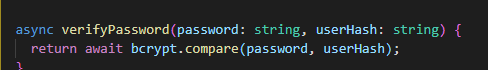 async verifyPassword(password: string, userHash: string) {
return await bcrypt.compare(password, userHash);
}